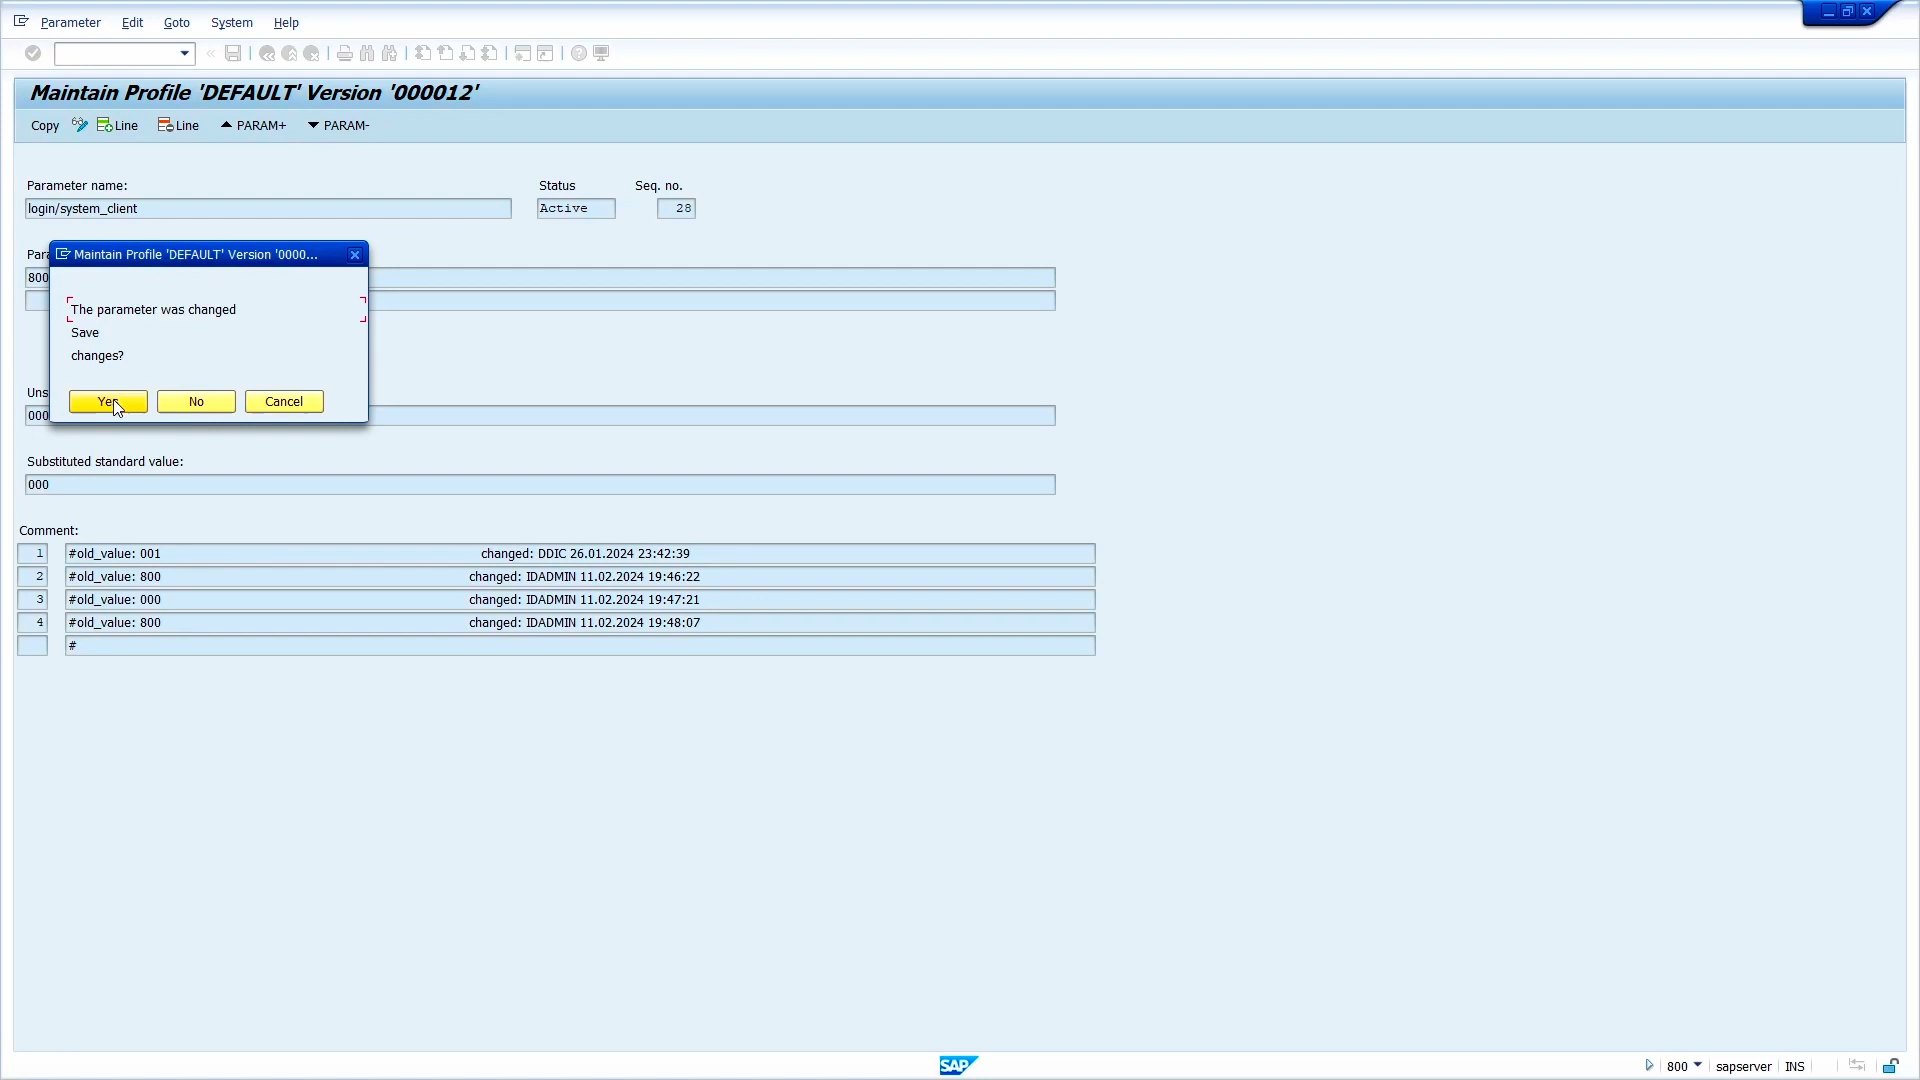 Parameter Edit Goto System Help
Maintain Profile 'DEFAULT' Version '000012'
Copy Line Line PARAM+ PARAM-
Parameter name: Status Seq. no.
login/system_client Active 28
Para
Maintain Profile 'DEFAULT' Version '0000...
800
The parameter was changed
Save
changes?
Uns
Yes No Cancel
000
Substituted standard value:
000
Comment:
1 #old_value: 001 changed: DDIC 26.01.2024 23:42:39
2 #old_value: 800 changed: IDADMIN 11.02.2024 19:46:22
3 #old_value: 000 changed: IDADMIN 11.02.2024 19:47:21
4 #old_value: 800 changed: IDADMIN 11.02.2024 19:48:07
#
SAP 800 sapserver INS